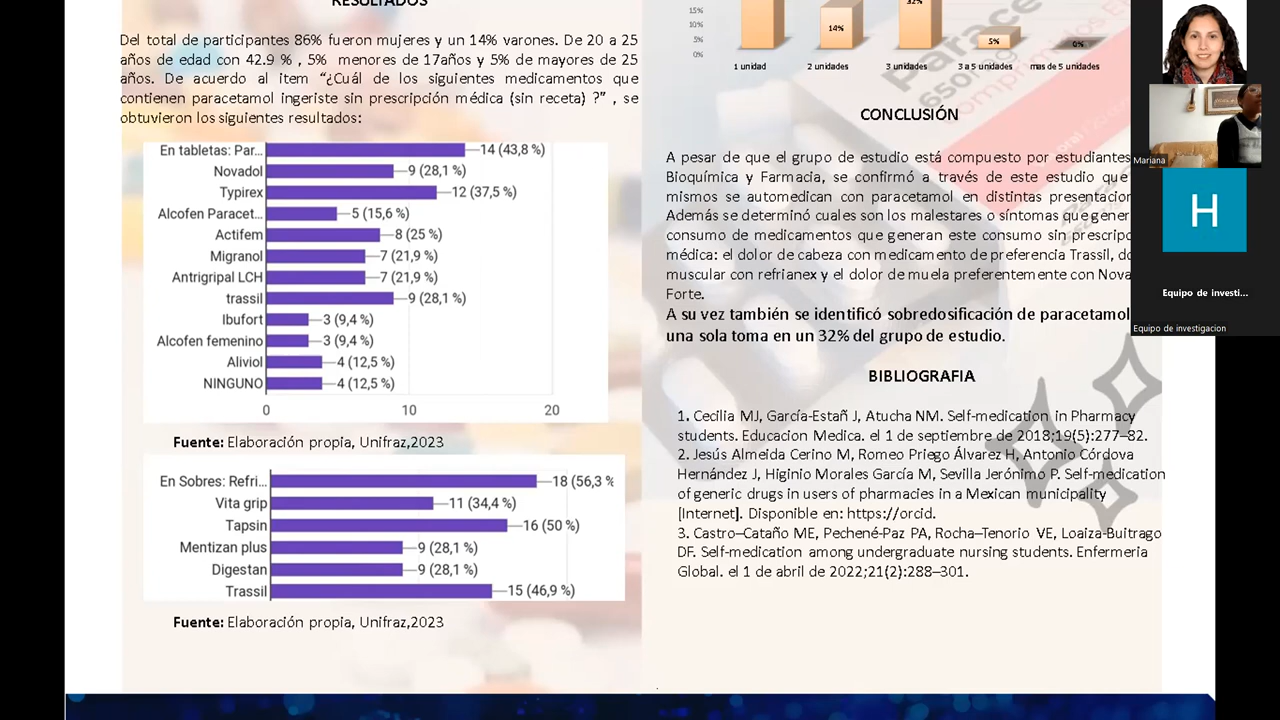 RESULTADOS
Del total de participantes 86% fueron mujeres y un 14% varones. De 20 a 25
años de edad con 42.9 % , 5% menores de 17años y 5% de mayores de 25
años. De acuerdo al item "¿Cuál de los siguientes medicamentos que
contienen paracetamol ingeriste sin prescripción médica (sin receta) ?" , se
obtuvieron los siguientes resultados:
En tabletas: Par... 14 (43,8 %)
Novadol 9 (28,1 %)
Typirex 12 (37,5 %)
Alcofen Paracet... 5 (15,6 %)
Actifem 8 (25 %)
Migranol 7 (21,9 %)
Antrigripal LCH 7 (21,9 %)
trassil 9 (28,1 %)
Ibufort 3 (9,4 %)
Alcofen femenino 3 (9,4 %)
Aliviol 4 (12,5 %)
NINGUNO 4 (12,5 %)
0 10 20
Fuente: Elaboración propia, Unifraz,2023
En Sobres: Refri... 18 (56,3 %
Vita grip 11 (34,4 %)
Tapsin 16 (50 %)
Mentizan plus 9 (28,1 %)
Digestan 9 (28,1 %)
Trassil 15 (46,9 %)
Fuente: Elaboración propia, Unifraz,2023
15%
10%
5%
0%
14%
32%
5%
0%
1 unidad 2 unidades 3 unidades 3 a 5 unidades mas de 5 unidades
CONCLUSIÓN
A pesar de que el grupo de estudio está compuesto por estudiantes
Bioquímica y Farmacia, se confirmó a través de este estudio que
mismos se automedican con paracetamol en distintas presentacion
Además se determinó cuales son los malestares o síntomas que gener
consumo de medicamentos que generan este consumo sin prescripc
médica: el dolor de cabeza con medicamento de preferencia Trassil, do
muscular con refrianex y el dolor de muela preferentemente con Nova
Forte.
A su vez también se identificó sobredosificación de paracetamol
una sola toma en un 32% del grupo de estudio.
BIBLIOGRAFIA
1. Cecilia MJ, García-Estañ J, Atucha NM. Self-medication in Pharmacy
students. Educacion Medica. el 1 de septiembre de 2018;19(5):277–82.
2. Jesús Almeida Cerino M, Romeo Priego Álvarez H, Antonio Córdova
Hernández J, Higinio Morales García M, Sevilla Jerónimo P. Self-medication
of generic drugs in users of pharmacies in a Mexican municipality
[Internet]. Disponible en: https://orcid.
3. Castro–Cataño ME, Pechené-Paz PA, Rocha–Tenorio VE, Loaiza-Buitrago
DF. Self-medication among undergraduate nursing students. Enfermeria
Global. el 1 de abril de 2022;21(2):288–301.
Mariana
H
Equipo de investi...
Equipo de investigacion